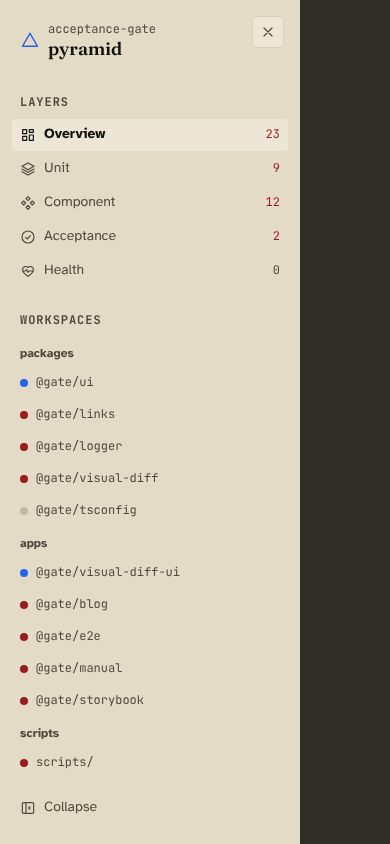 acceptance-gate
pyramid
LAYERS
Overview 23
Unit 9
Component 12
Acceptance 2
Health 0
WORKSPACES
packages
@gate/ui
@gate/links
@gate/logger
@gate/visual-diff
@gate/tsconfig
apps
@gate/visual-diff-ui
@gate/blog
@gate/e2e
@gate/manual
@gate/storybook
scripts
scripts/
Collapse